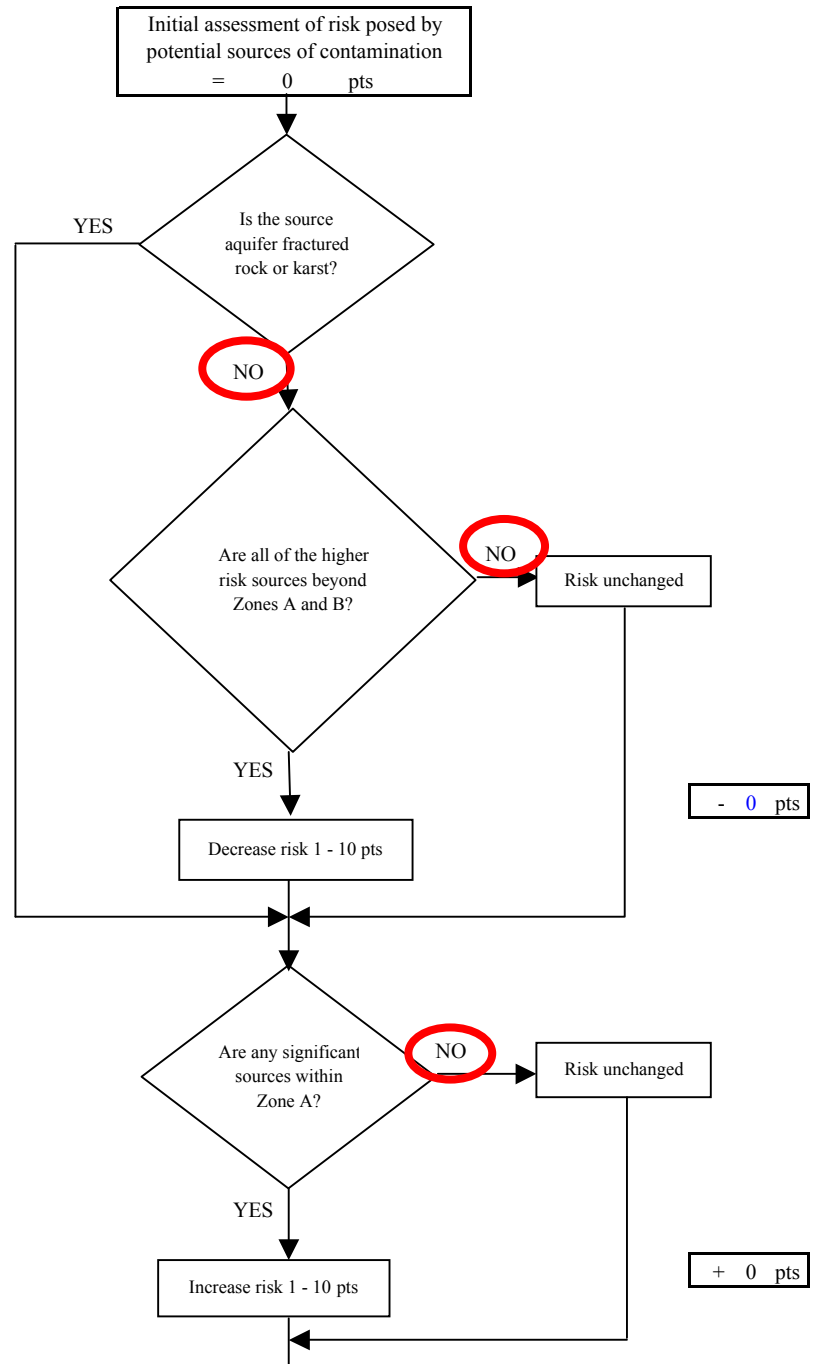 Initial assessment of risk posed by
potential sources of contamination
= 0 pts
YES
Is the source
aquifer fractured
rock or karst?
NO
Are all of the higher
risk sources beyond
Zones A and B?
NO
Risk unchanged
YES
- 0 pts
Decrease risk 1 - 10 pts
Are any significant
sources within
Zone A?
NO
Risk unchanged
YES
+ 0 pts
Increase risk 1 - 10 pts